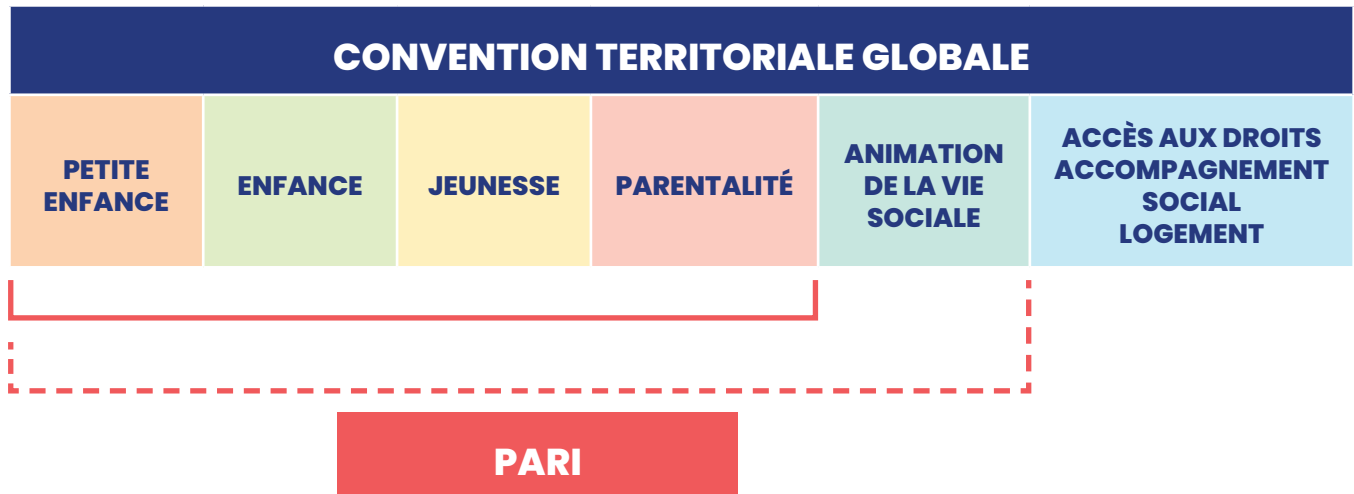 CONVENTION TERRITORIALE GLOBALE
PETITE
ENFANCE
ENFANCE
JEUNESSE
PARENTALITÉ
ANIMATION
DE LA VIE
SOCIALE
ACCÈS AUX DROITS
ACCOMPAGNEMENT
SOCIAL
LOGEMENT
PARI